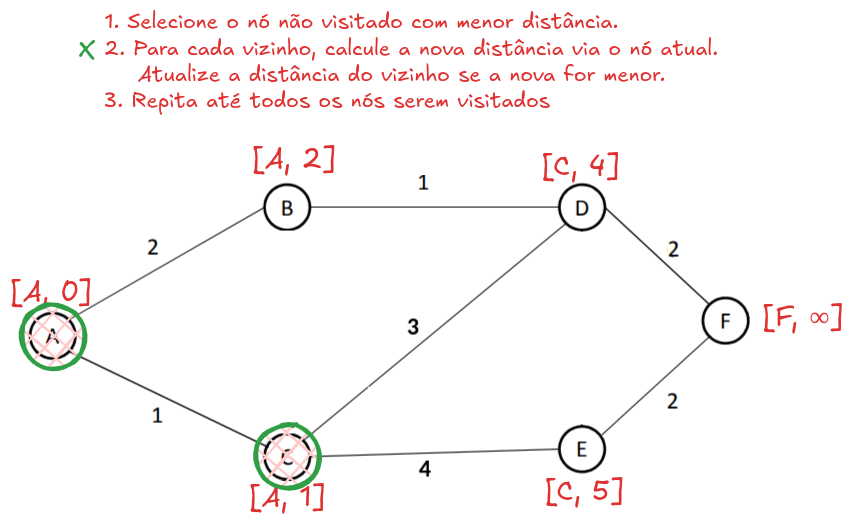 1. Selecione o nó não visitado com menor distância.
X 2. Para cada vizinho, calcule a nova distância via o nó atual.
Atualize a distância do vizinho se a nova for menor.
3. Repita até todos os nós serem visitados
[A, 2]
[C, 4]
1
B
D
2
2
[A, 0]
A
3
F
[F, ∞]
1
2
C
4
E
[A, 1]
[C, 5]